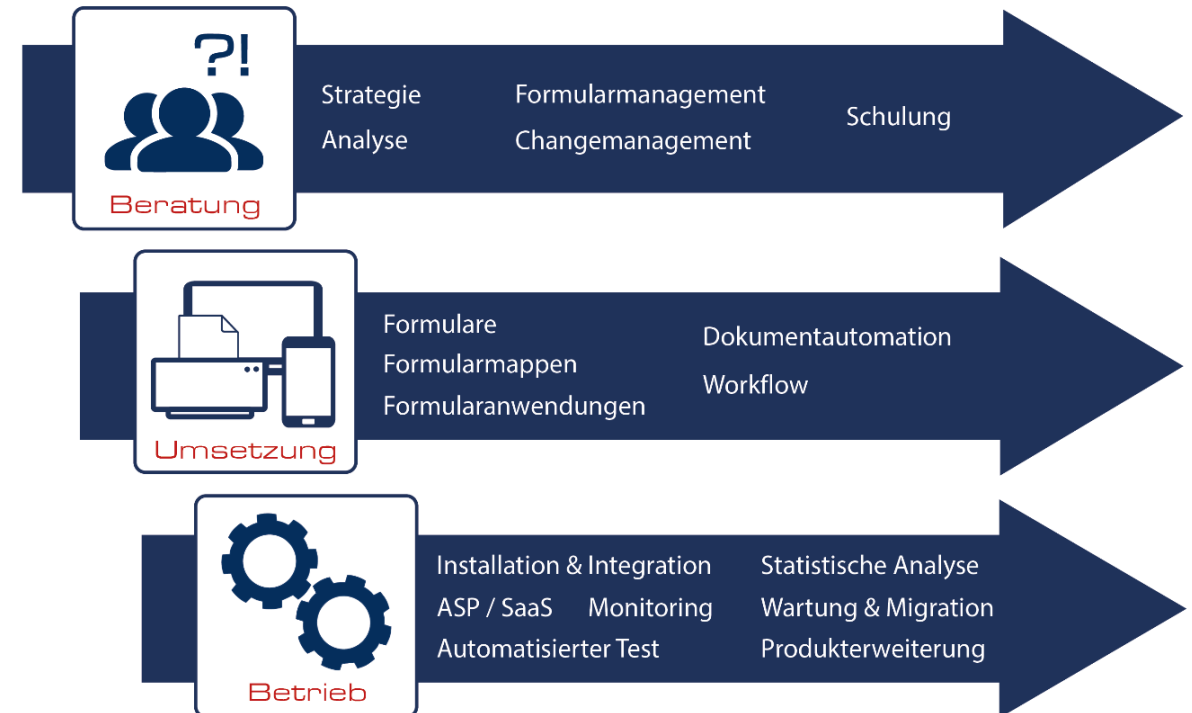 ?!
Beratung
Strategie
Analyse
Formularmanagement
Changemanagement
Schulung
Umsetzung
Formulare
Formularmappen
Formularanwendungen
Dokumentautomation
Workflow
Betrieb
Installation & Integration
ASP / SaaS Monitoring
Automatisierter Test
Statistische Analyse
Wartung & Migration
Produkterweiterung